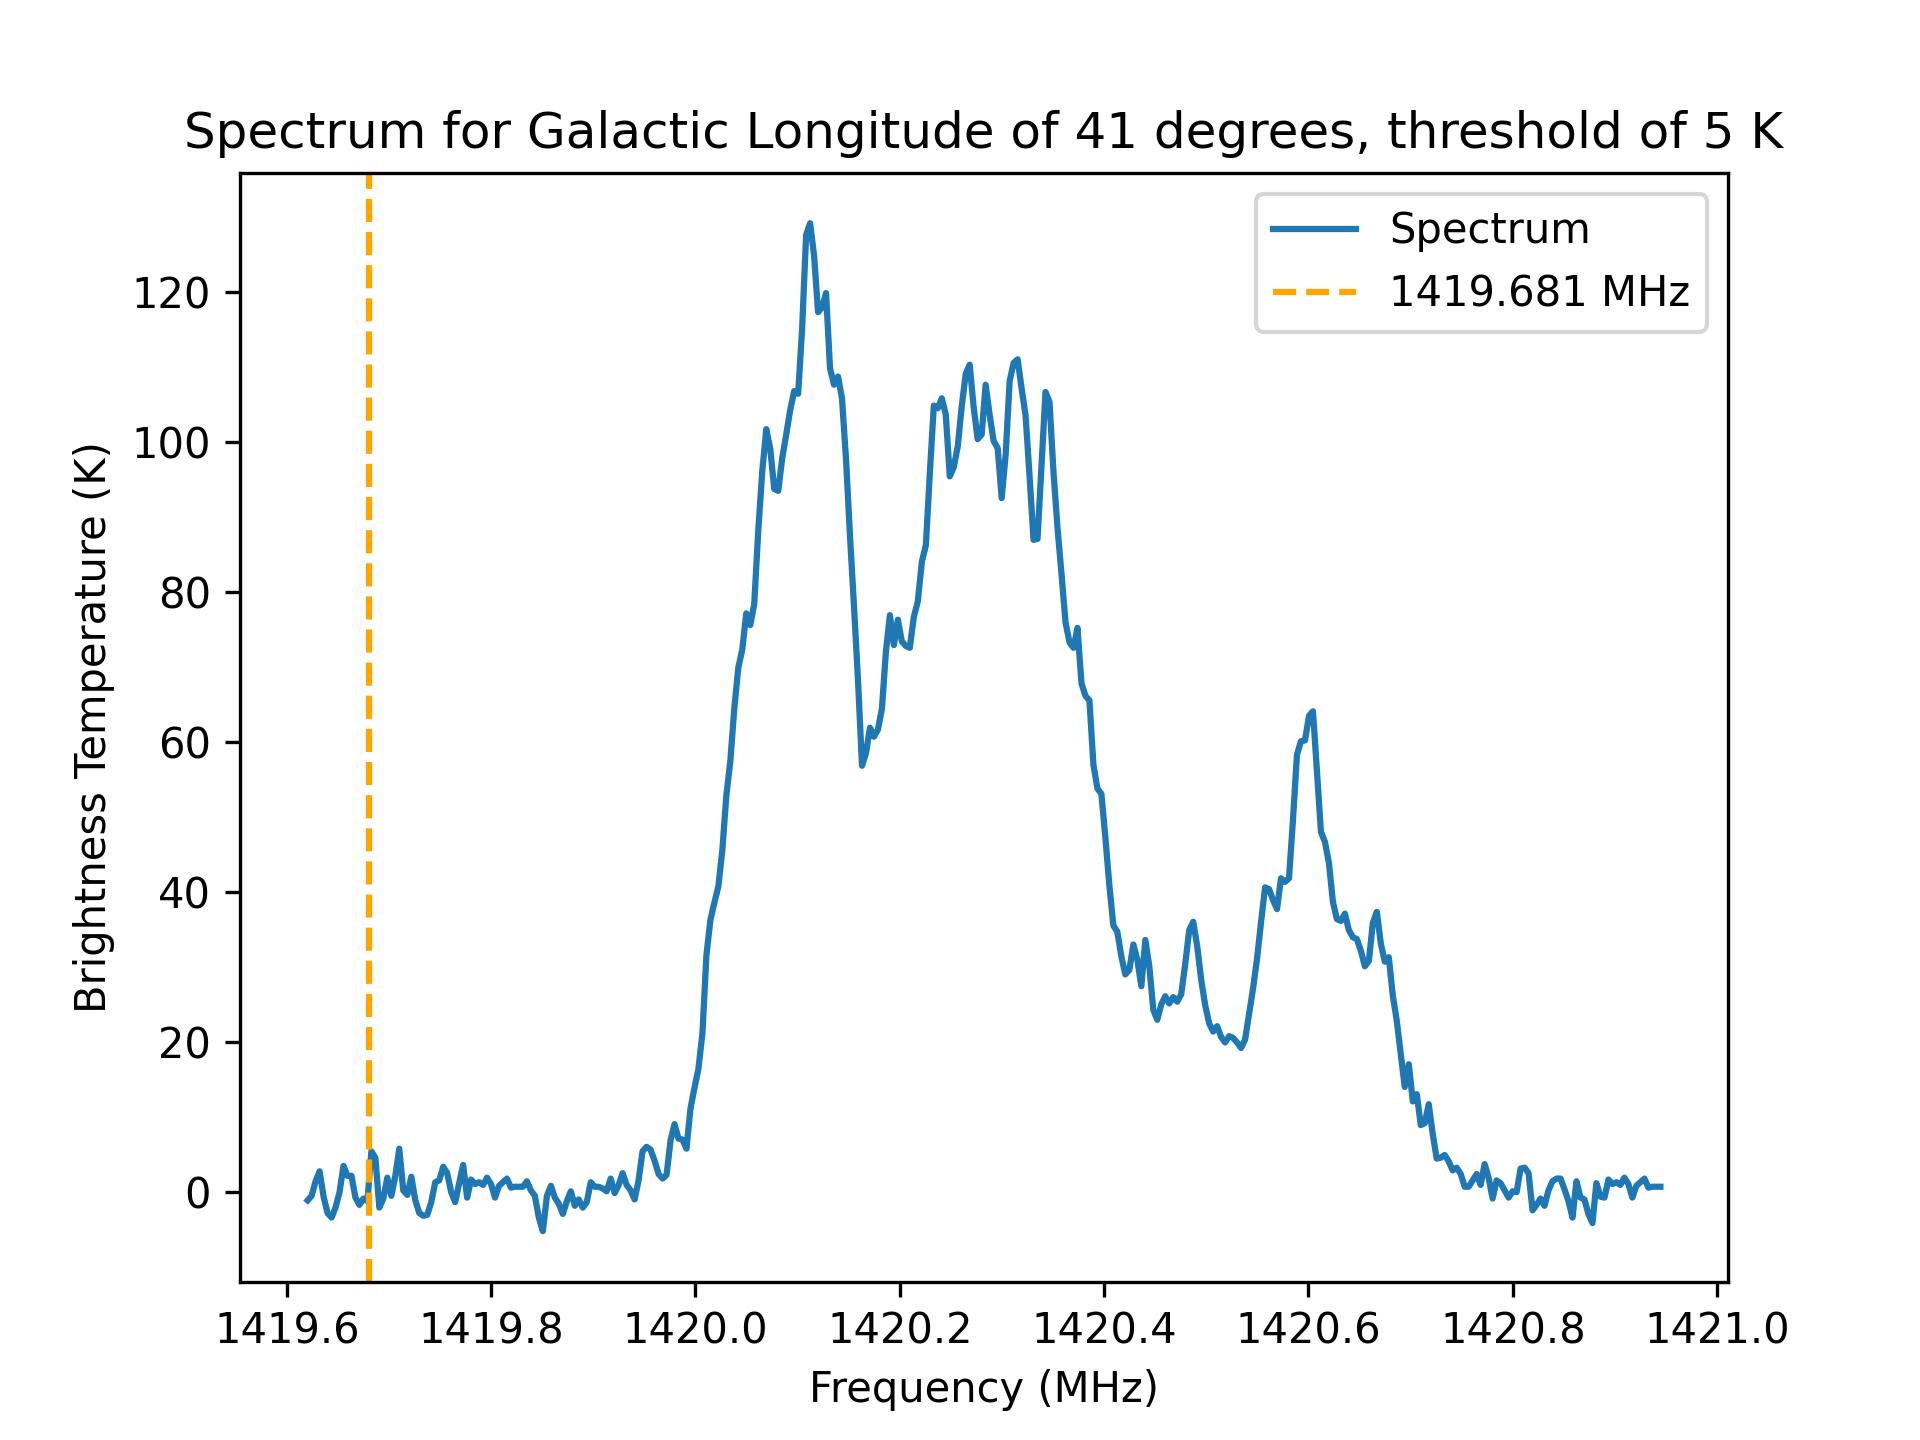 Spectrum for Galactic Longitude of 41 degrees, threshold of 5 K
Spectrum
1419.681 MHz
Brightness Temperature (K)
120
100
80
60
40
20
0
1419.6 1419.8 1420.0 1420.2 1420.4 1420.6 1420.8 1421.0
Frequency (MHz)